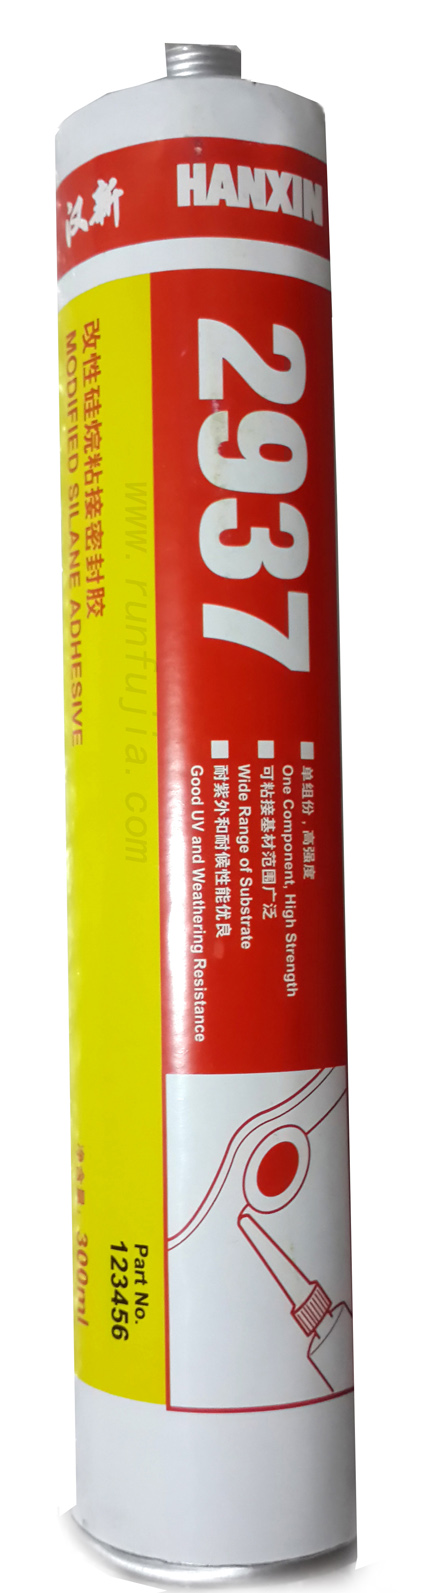 汉新
HANXIN
2937
改性硅烷粘接密封胶
MODIFIED SILANE ADHESIVE
单组份，高强度
One Component, High Strength
可粘接基材范围广泛
Wide Range of Substrate
耐紫外和耐候性能优良
Good UV and Weathering Resistance
Part No.
123456
净含量：300ml
www.runfujia.com